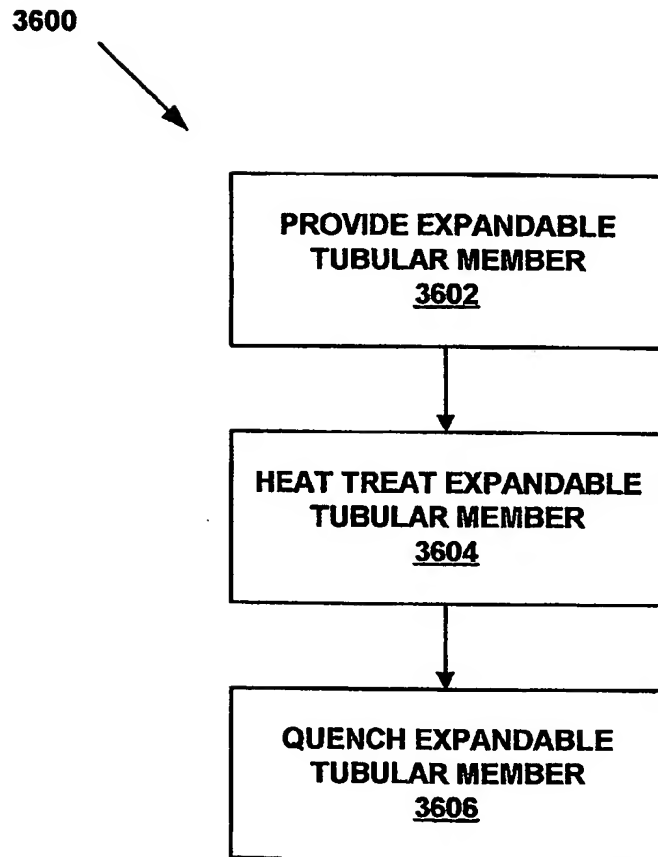 3600
PROVIDE EXPANDABLE
TUBULAR MEMBER
3602
HEAT TREAT EXPANDABLE
TUBULAR MEMBER
3604
QUENCH EXPANDABLE
TUBULAR MEMBER
3606